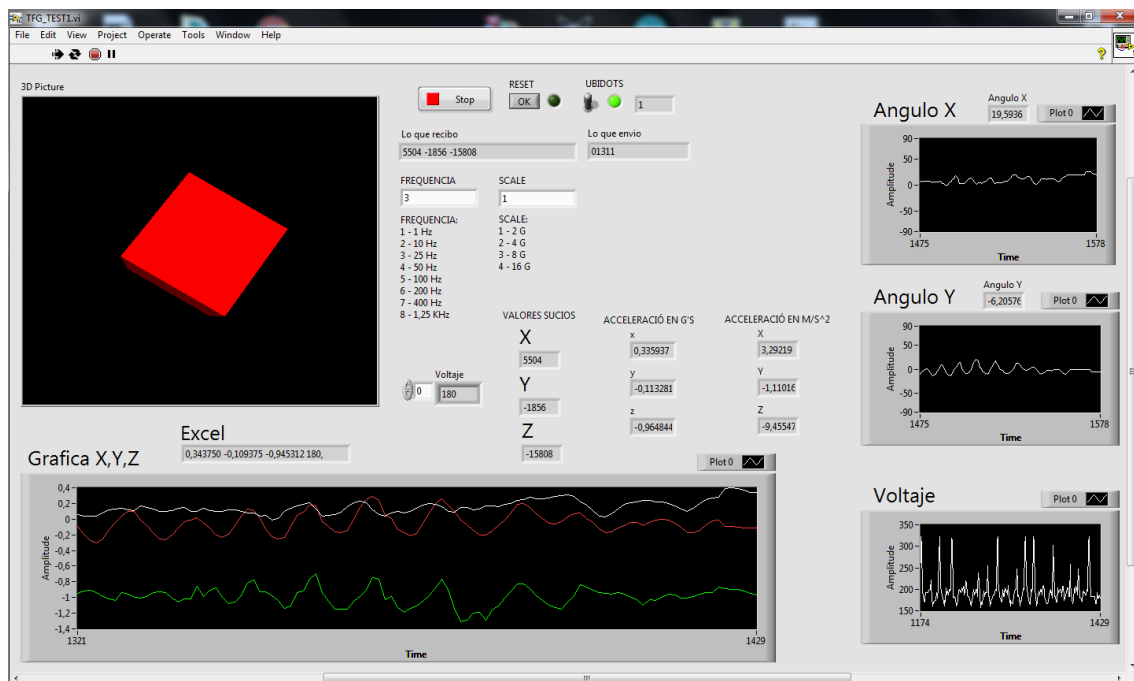 TFG_TEST1.vi
File Edit View Project Operate Tools Window Help
3D Picture
Stop
RESET
OK
UBIDOTS
1
Lo que recibo
5504 -1856 -15808
Lo que envio
01311
FREQUENCIA
3
SCALE
1
FREQUENCIA:
1 - 1 Hz
2 - 10 Hz
3 - 25 Hz
4 - 50 Hz
5 - 100 Hz
6 - 200 Hz
7 - 400 Hz
8 - 1,25 KHz
SCALE:
1 - 2 G
2 - 4 G
3 - 8 G
4 - 16 G
Voltaje
0
180
VALORES SUCIOS
X
5504
Y
-1856
Z
-15808
ACCELERACIÓ EN G'S
x
0,335937
y
-0,113281
z
-0,964844
ACCELERACIÓ EN M/S^2
X
3,29219
Y
-1,11016
Z
-9,45547
Excel
0,343750 -0,109375 -0,945312 180,
Grafica X,Y,Z
Plot 0
Amplitude
0,4
0,2
0
-0,2
-0,4
-0,6
-0,8
-1
-1,2
-1,4
1321
1429
Time
Angulo X
Angulo X
19,5936
Plot 0
Amplitude
90
50
0
-50
-90
1475
1578
Time
Angulo Y
Angulo Y
-6,20576
Plot 0
Amplitude
90
50
0
-50
-90
1475
1578
Time
Voltaje
Plot 0
Amplitude
350
300
250
200
150
1174
1429
Time